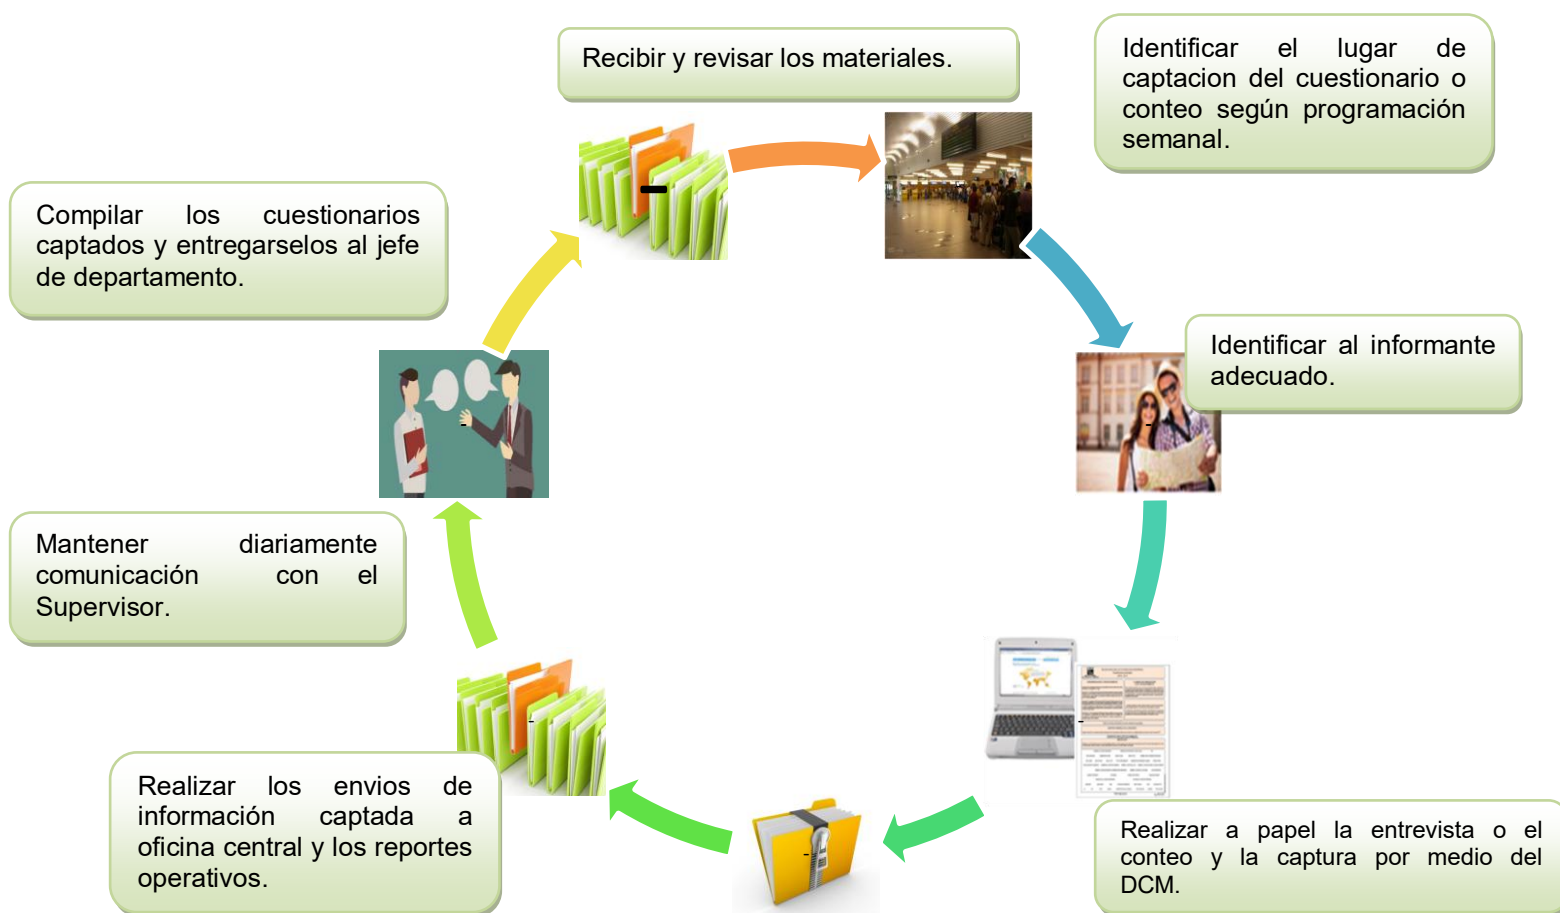 Recibir y revisar los materiales.
Identificar el lugar de
captacion del cuestionario o
conteo según programación
semanal.
Identificar al informante
adecuado.
Realizar a papel la entrevista o el
conteo y la captura por medio del
DCM.
Realizar los envios de
información captada a
oficina central y los reportes
operativos.
Mantener diariamente
comunicación con el
Supervisor.
Compilar los cuestionarios
captados y entregarselos al jefe
de departamento.